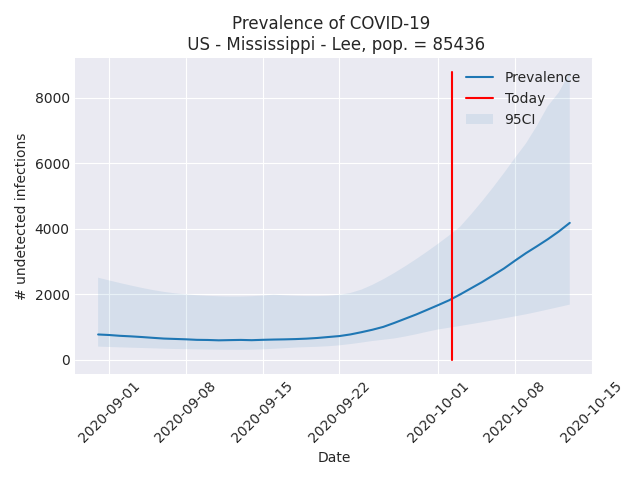 Prevalence of COVID-19
US - Mississippi - Lee, pop. = 85436
Prevalence
Today
95CI
# undetected infections
8000
6000
4000
2000
0
2020-09-01
2020-09-08
2020-09-15
2020-09-22
2020-10-01
2020-10-08
2020-10-15
Date